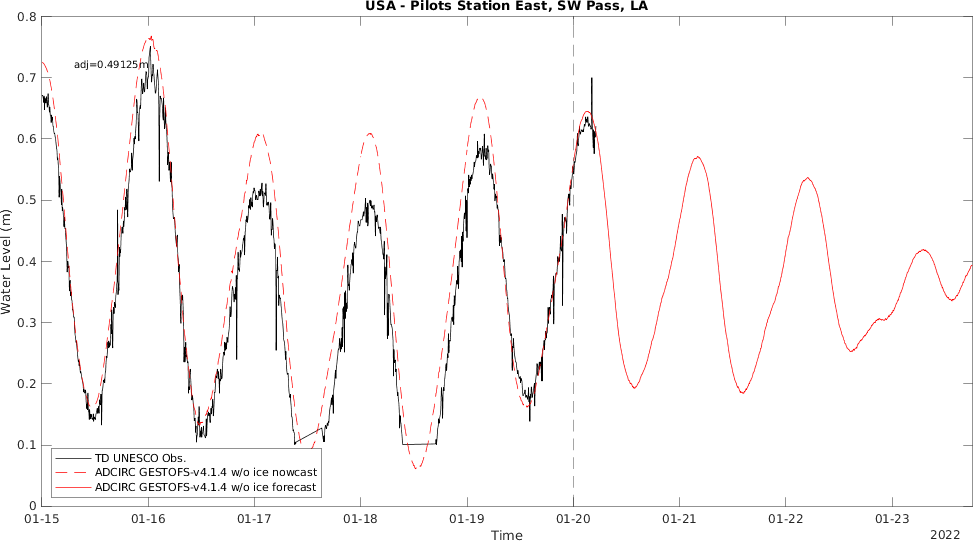 USA - Pilots Station East, SW Pass, LA
0.8
0.7
0.6
0.5
0.4
0.3
0.2
0.1
0
Water Level (m)
adj=0.49125m
TD UNESCO Obs.
ADCIRC GESTOFS-v4.1.4 w/o ice nowcast
ADCIRC GESTOFS-v4.1.4 w/o ice forecast
01-15 01-16 01-17 01-18 01-19 01-20 01-21 01-22 01-23
Time
2022